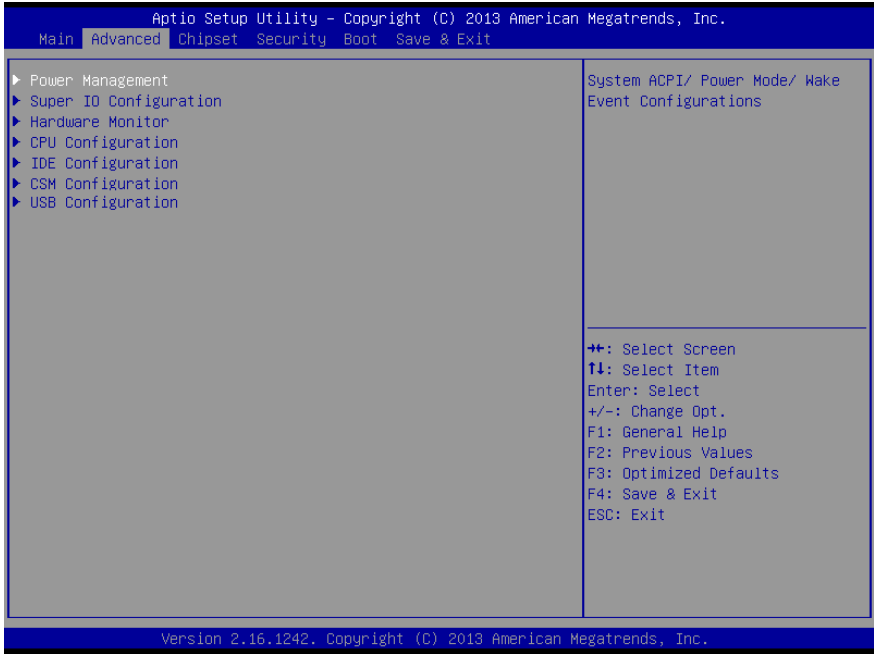 Aptio Setup Utility – Copyright (C) 2013 American Megatrends, Inc.
Main Advanced Chipset Security Boot Save & Exit
Power Management
Super IO Configuration
Hardware Monitor
CPU Configuration
IDE Configuration
CSM Configuration
USB Configuration
System ACPI/ Power Mode/ Wake
Event Configurations
→←: Select Screen
↑↓: Select Item
Enter: Select
+/-: Change Opt.
F1: General Help
F2: Previous Values
F3: Optimized Defaults
F4: Save & Exit
ESC: Exit
Version 2.16.1242. Copyright (C) 2013 American Megatrends, Inc.